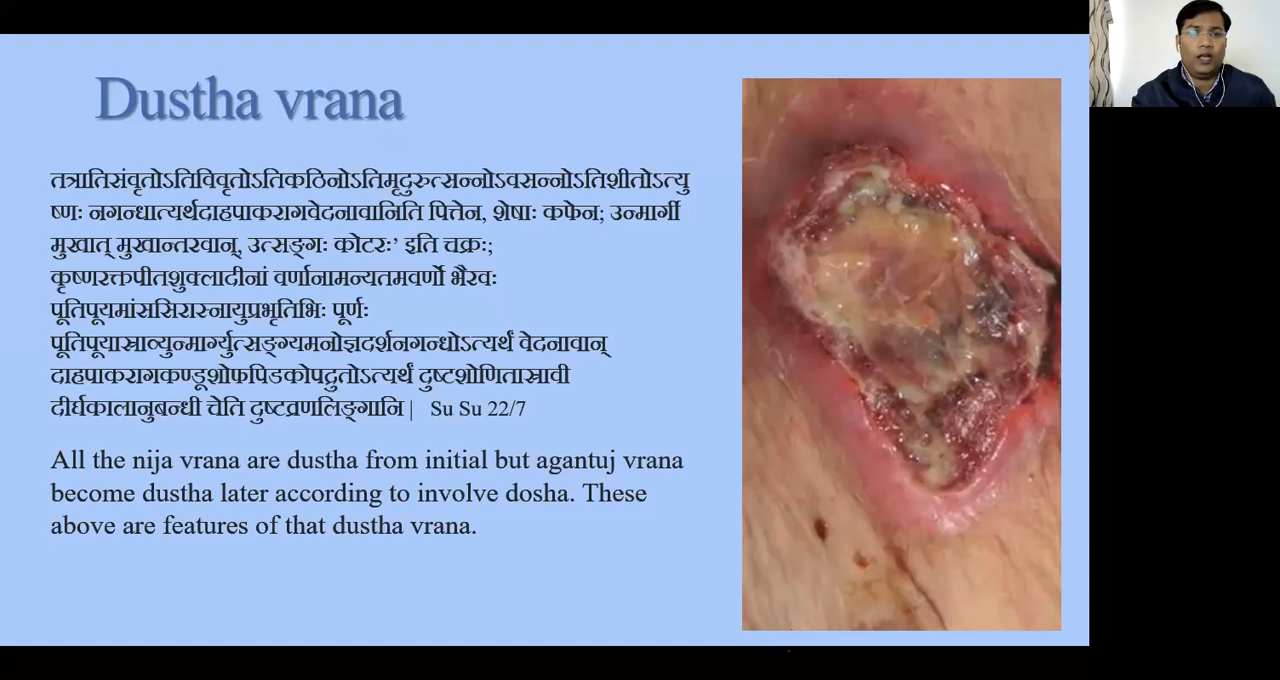 Dustha vrana
तत्रातिसंवृतोऽतिविवृतोऽतिकठिनोऽतिमृदुरुत्सन्नोऽवसन्नोऽतिशीतोऽत्यु
ष्णः नगन्धात्यर्थदाहपाकरागवेदनावानिति पित्तेन, शेषाः कफेन; उन्मार्गी
मुखात् मुखान्तरवान्, उत्सङ्गः कोटरः’ इति चक्रः;
कृष्णरक्तपीतशुक्लादीनां वर्णानामन्यतमवर्णो भैरवः
पूतिपूयमांससिरास्नायुप्रभृतिभिः पूर्णः
पूतिपूयास्राव्युन्मार्ग्युत्सङ्ग्यमनोज्ञदर्शनगन्धोऽत्यर्थं वेदनावान्
दाहपाकरागकण्डूशोफपिडकोपद्रुतोऽत्यर्थं दुष्टशोणितास्रावी
दीर्घकालानुबन्धी चेति दुष्टव्रणलिङ्गानि | Su Su 22/7
All the nija vrana are dustha from initial but agantuj vrana
become dustha later according to involve dosha. These
above are features of that dustha vrana.